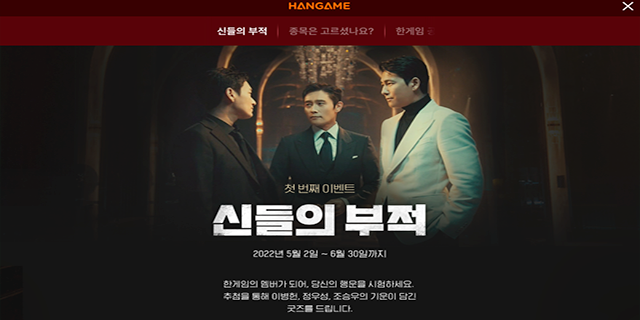 HANGAME
신들의 부적 | 종목은 고르셨나요? | 한게임
첫 번째 이벤트
신들의 부적
2022년 5월 2일 ~ 6월 30일까지
한게임의 멤버가 되어, 당신의 행운을 시험하세요.
추첨을 통해 이병헌, 정우성, 조승우의 기운이 담긴
굿즈를 드립니다.